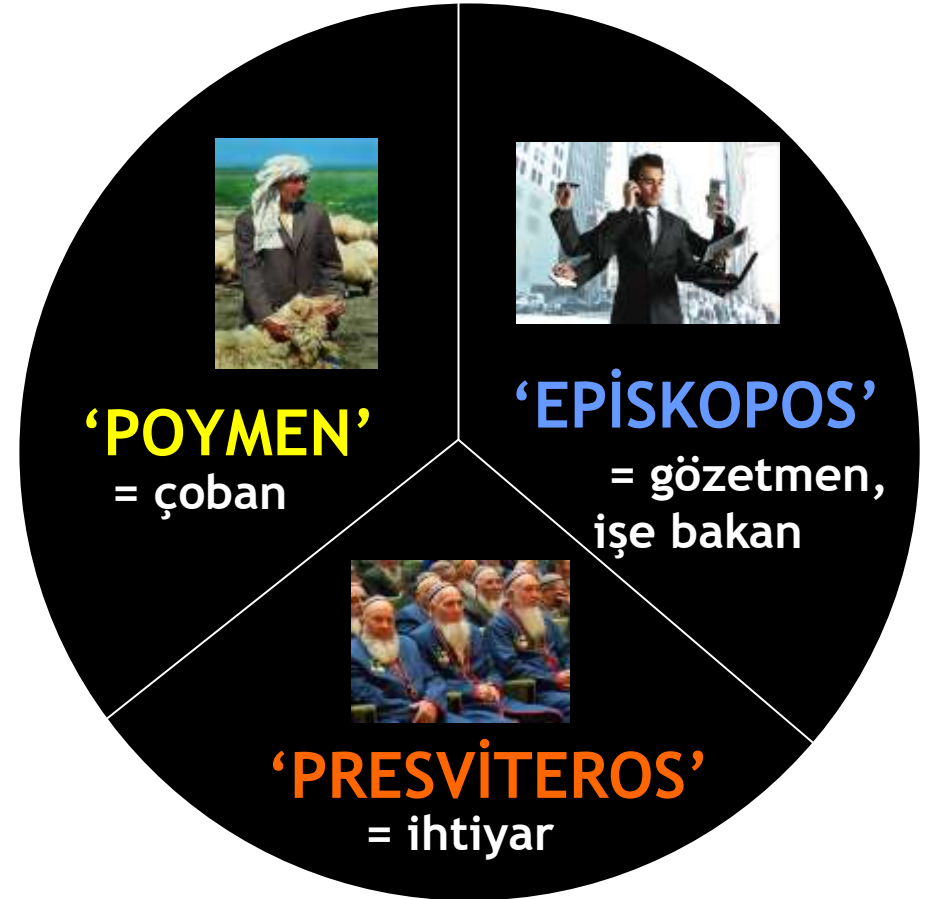 ‘POYMEN’
= çoban
‘EPİSKOPOS’
= gözetmen,
işe bakan
‘PRESVİTEROS’
= ihtiyar